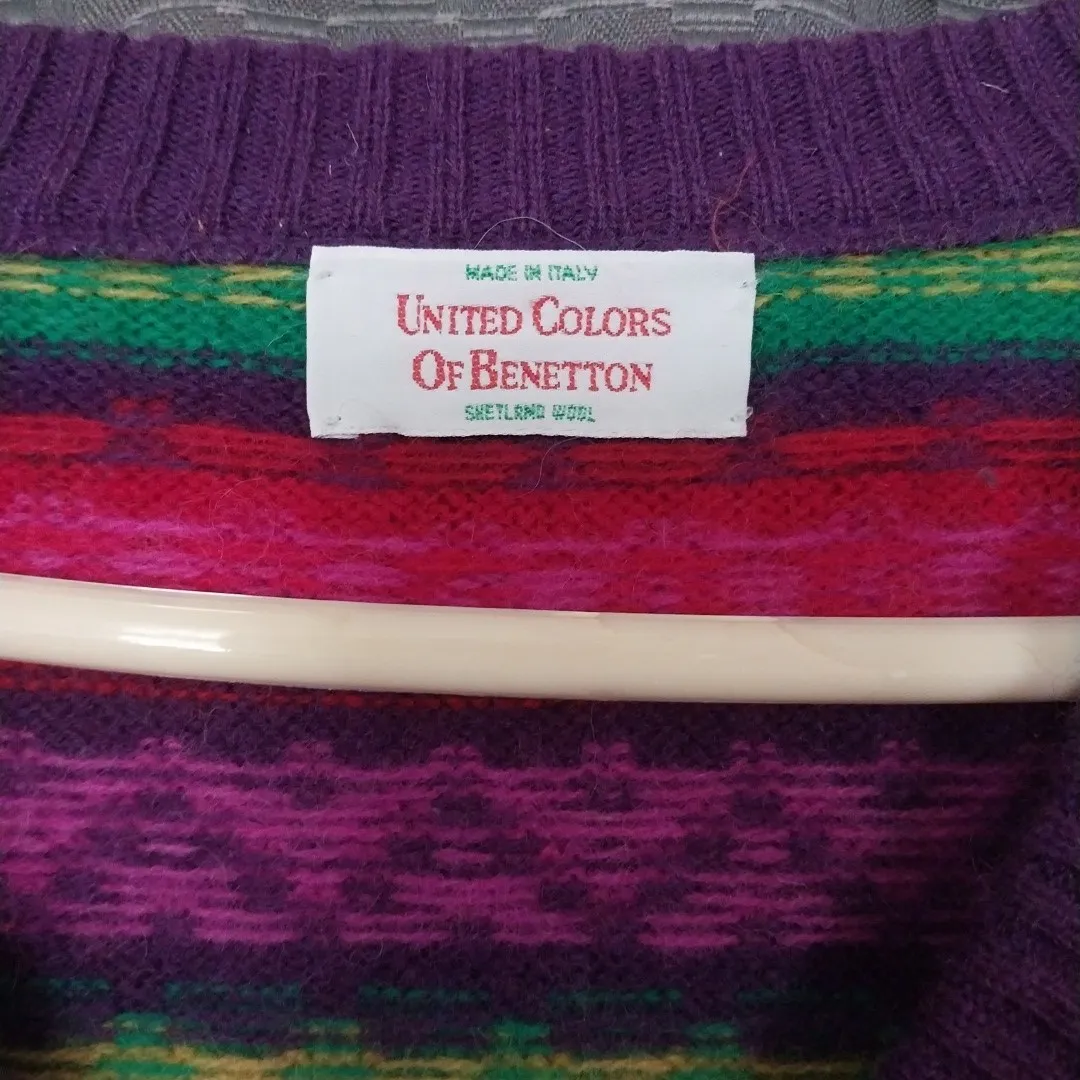 MADE IN ITALY
UNITED COLORS
OF BENETTON
SHETLAND WOOL